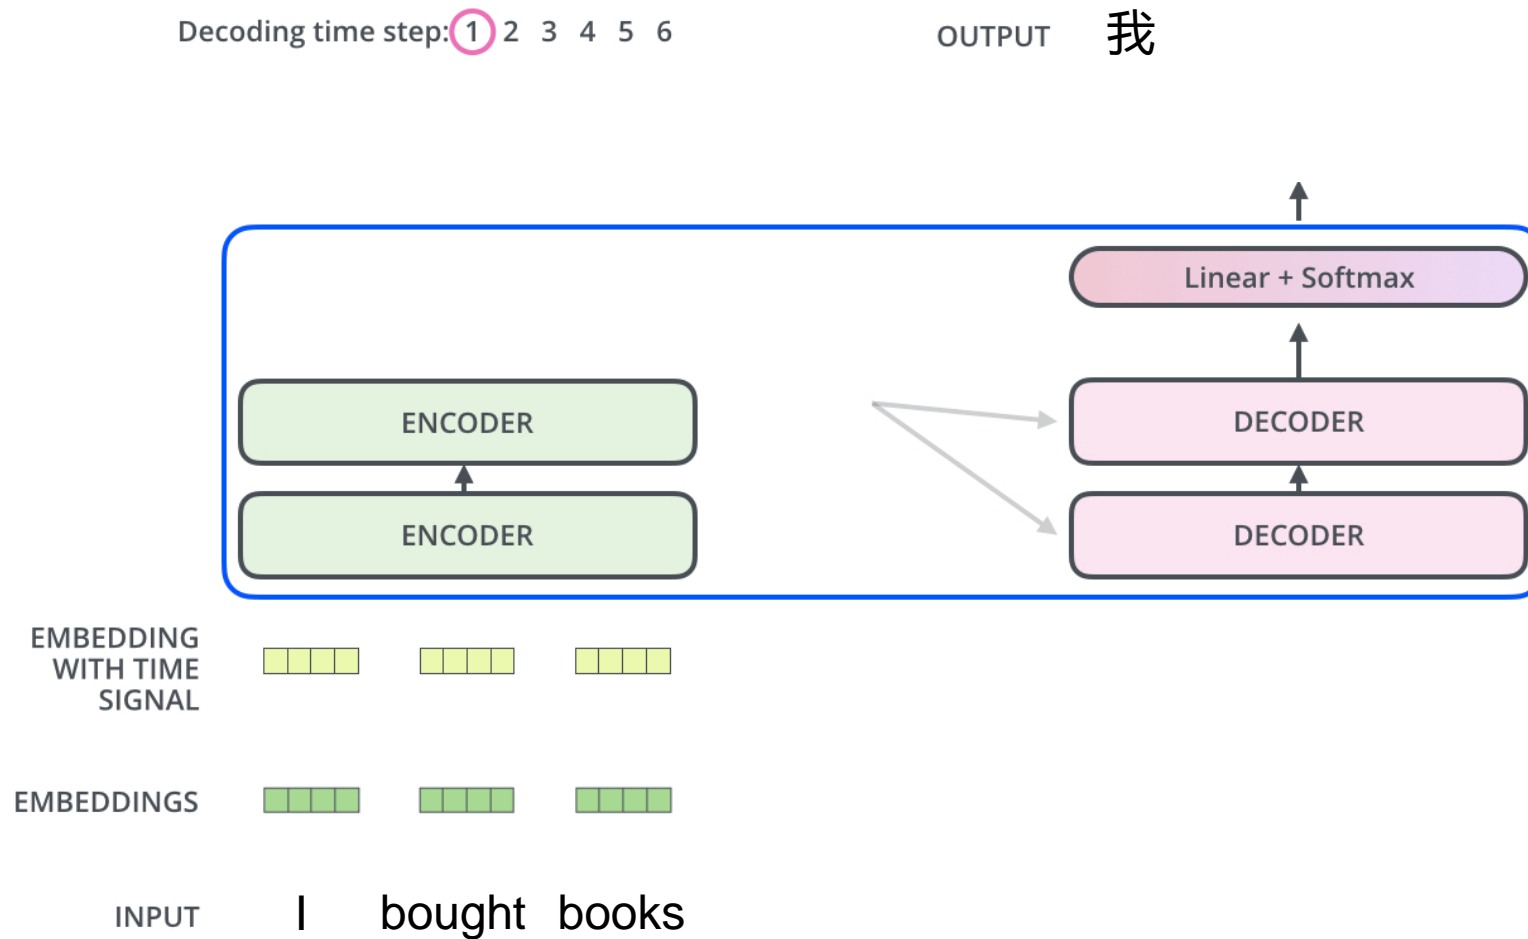 Decoding time step: 1 2 3 4 5 6
OUTPUT 我
Linear + Softmax
ENCODER
DECODER
ENCODER
DECODER
EMBEDDING
WITH TIME
SIGNAL
EMBEDDINGS
INPUT I bought books